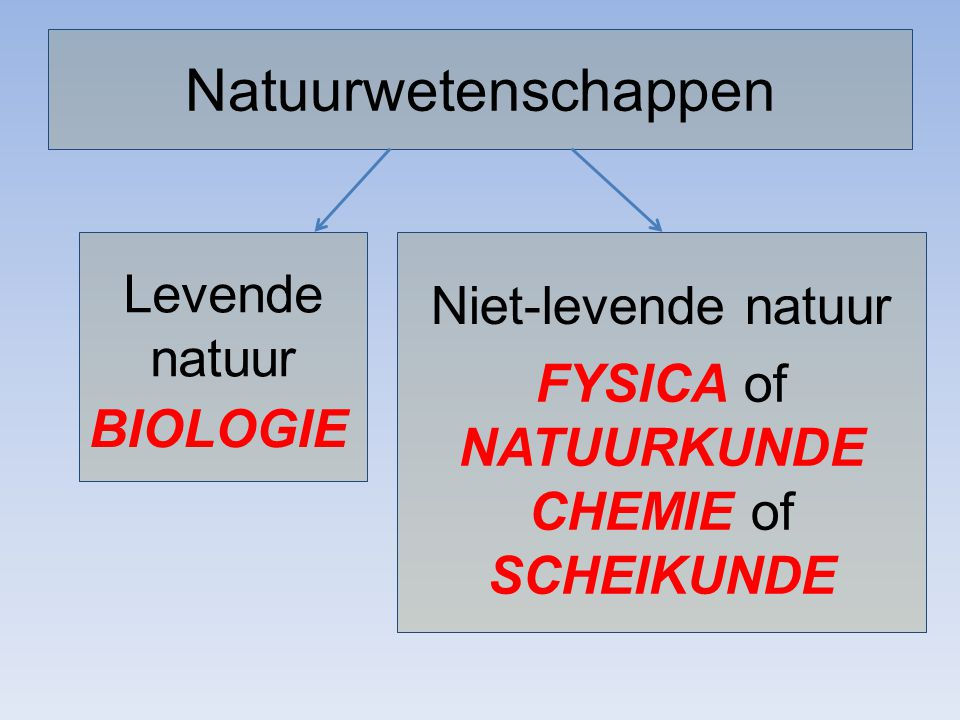 Natuurwetenschappen
Levende
natuur
BIOLOGIE
Niet-levende natuur
FYSICA of
NATUURKUNDE
CHEMIE of
SCHEIKUNDE